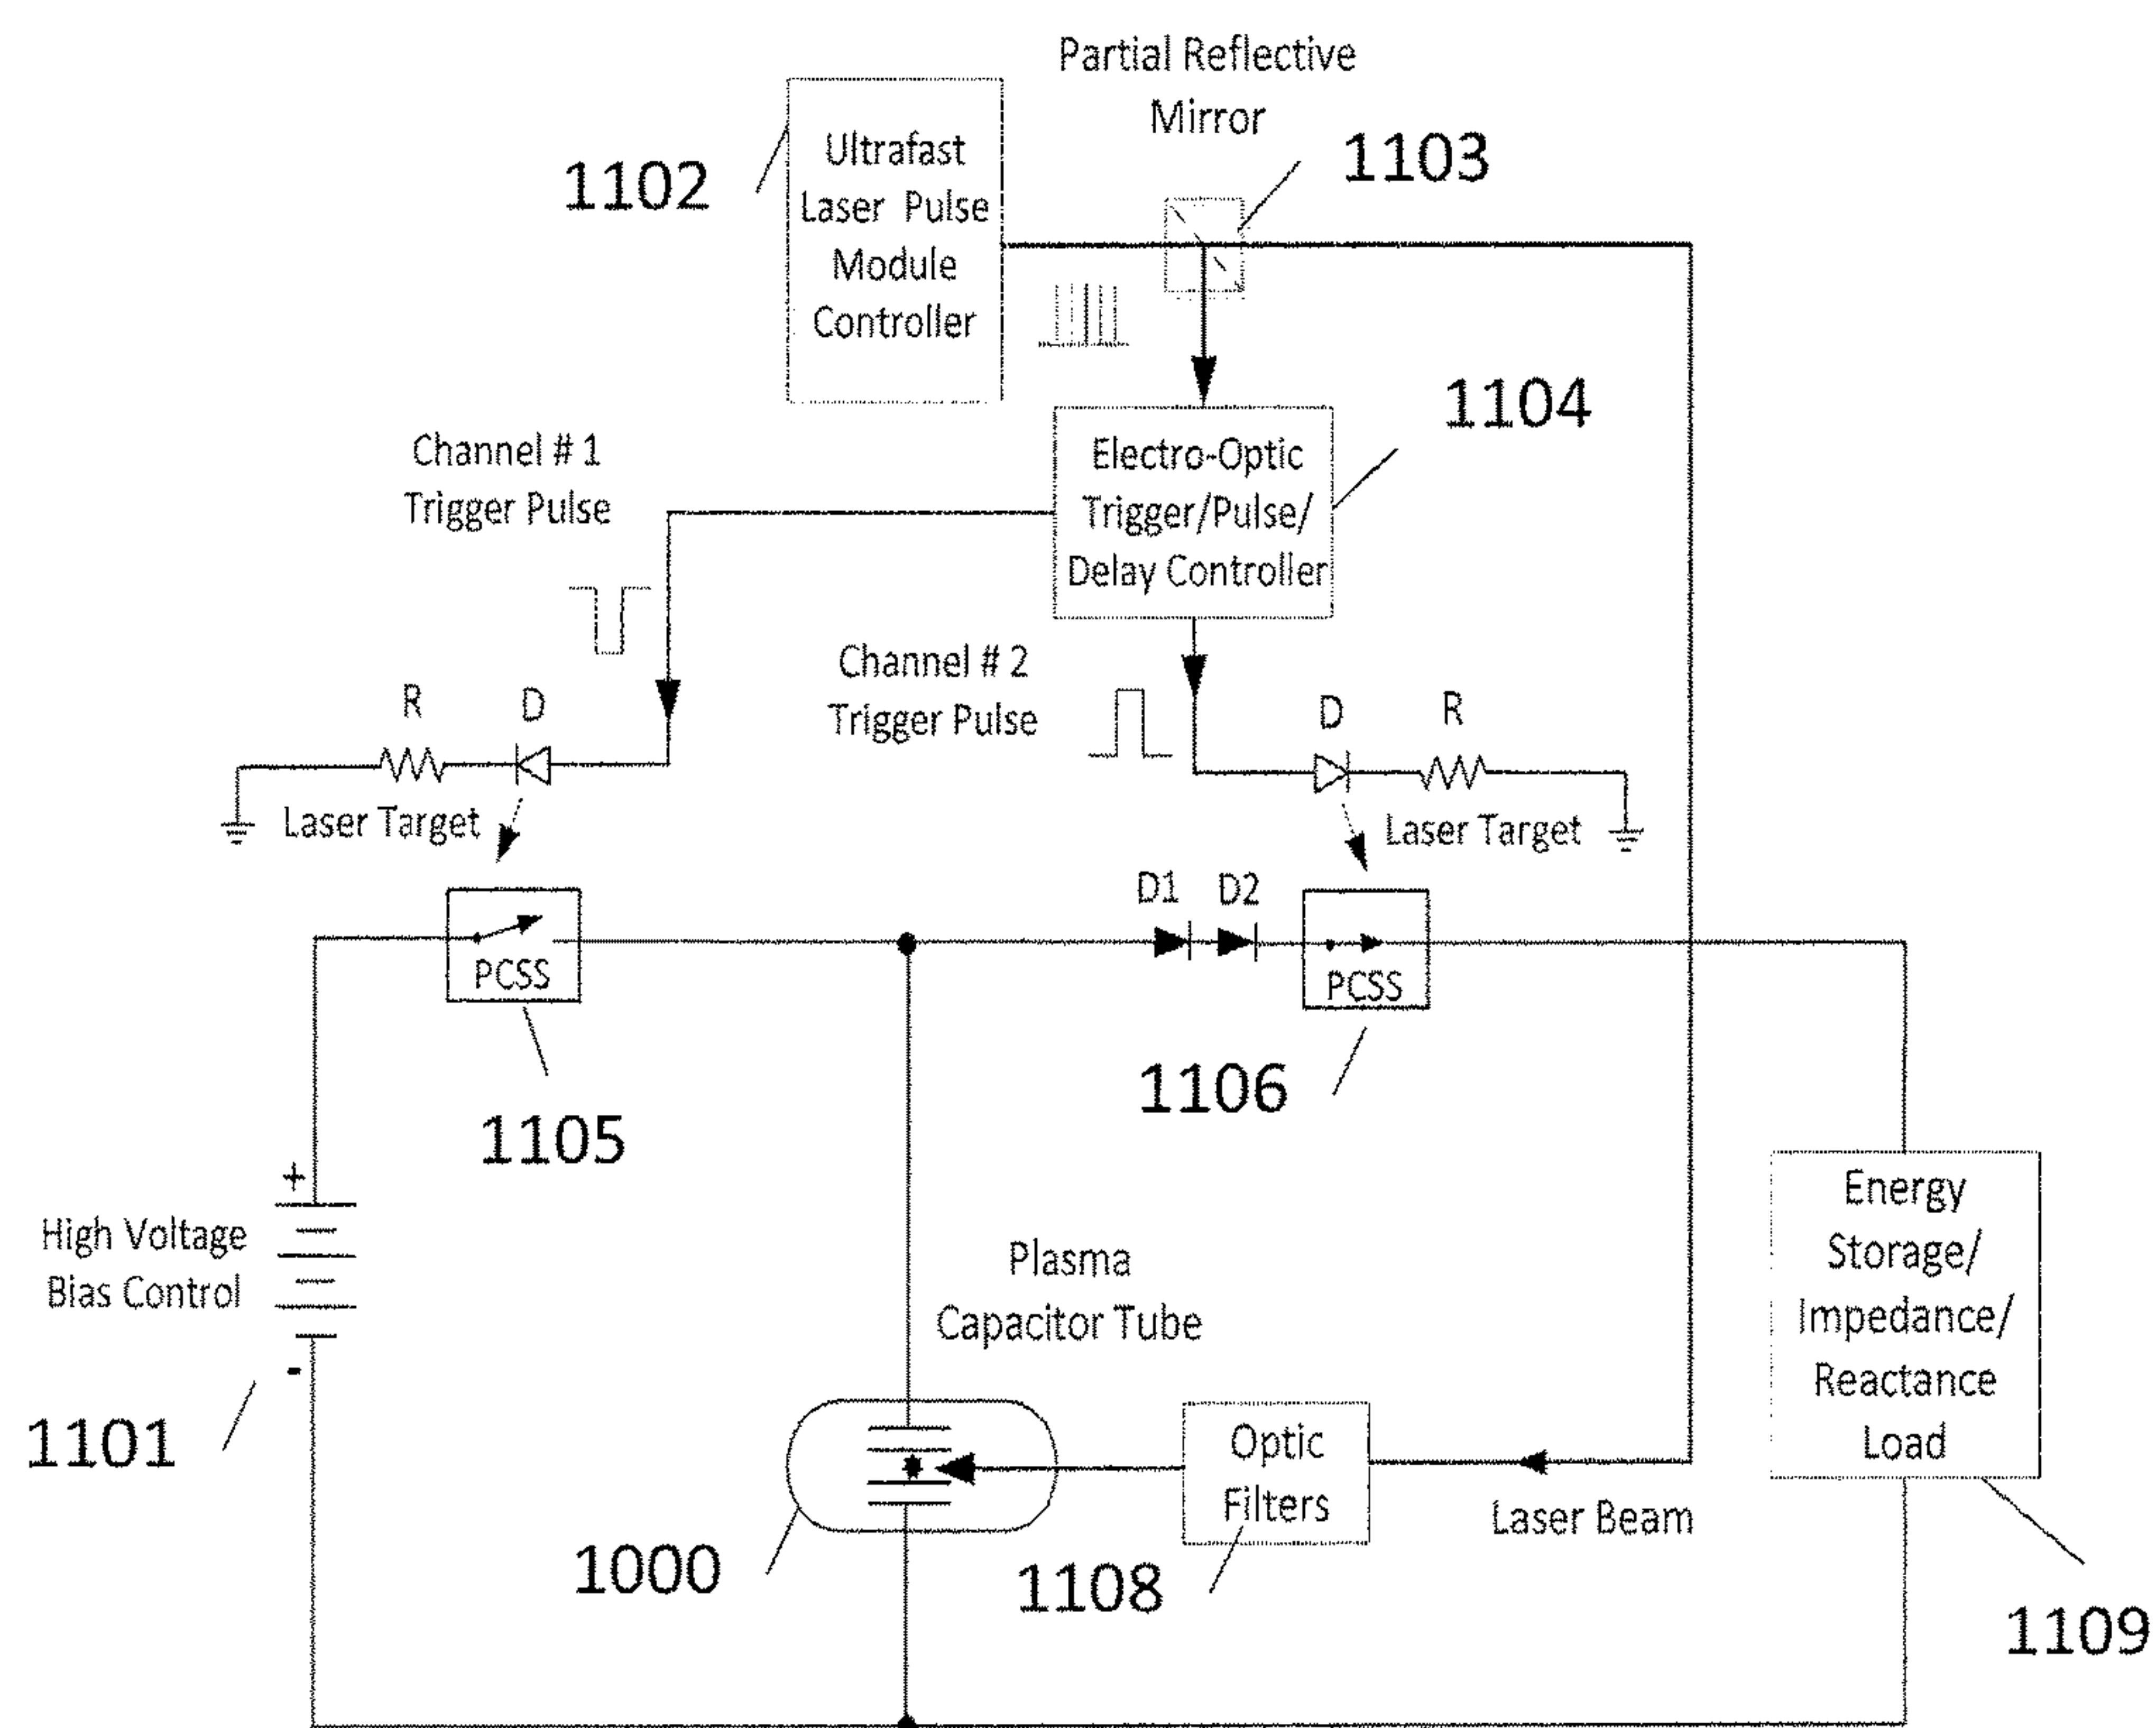 Partial Reflective
Mirror
1103
1102
Ultrafast
Laser Pulse
Module
Controller
1104
Channel # 1
Trigger Pulse
Electro-Optic
Trigger/Pulse/
Delay Controller
Channel # 2
Trigger Pulse
R
D
D
R
Laser Target
Laser Target
D1
D2
PCSS
PCSS
1105
1106
+
High Voltage
Bias Control
-
1101
Plasma
Capacitor Tube
Energy
Storage/
Impedance/
Reactance
Load
Optic
Filters
Laser Beam
1000
1108
1109